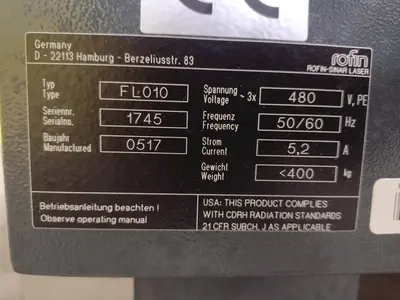 CE
Germany
D - 22113 Hamburg - Berzeliusstr. 83
rofin
ROFIN-SINAR LASER
Typ
Type FL010
Seriennr.
Serialno. 1745
Baujahr
Manufactured 0517
Spannung
Voltage ~ 3x 480 V, PE
Frequenz
Frequency 50/60 Hz
Strom
Current 5,2 A
Gewicht
Weight <400 kg
Betriebsanleitung beachten !
Observe operating manual
USA: THIS PRODUCT COMPLIES
WITH CDRH RADIATION STANDARDS
21 CFR SUBCH. J AS APPLICABLE